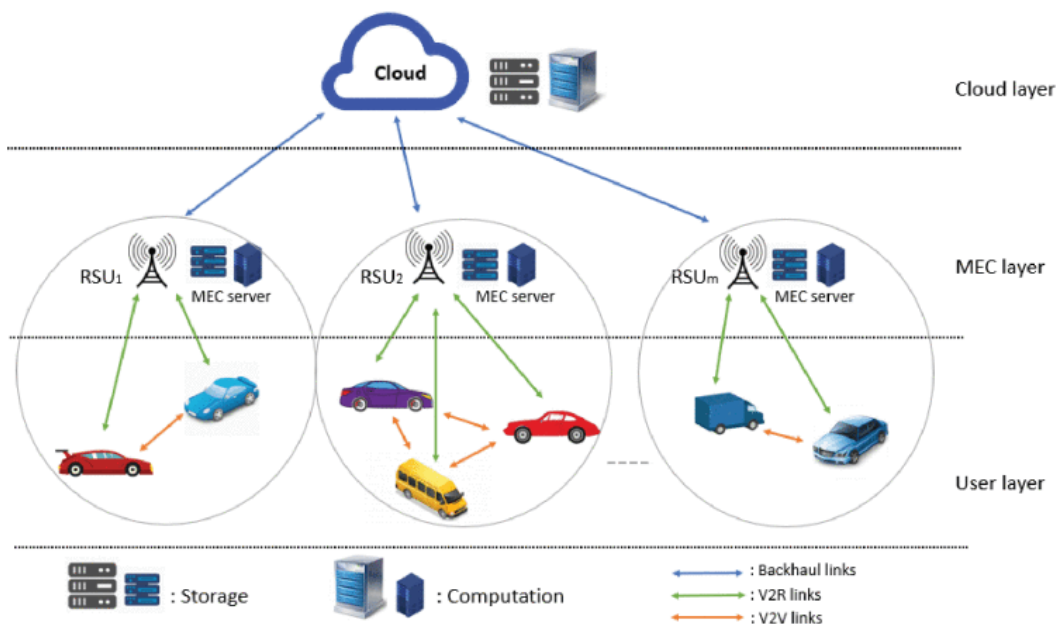 Cloud
Cloud layer
RSU₁
MEC server
RSU₂
MEC server
RSUₘ
MEC server
MEC layer
User layer
: Storage
: Computation
: Backhaul links
: V2R links
: V2V links